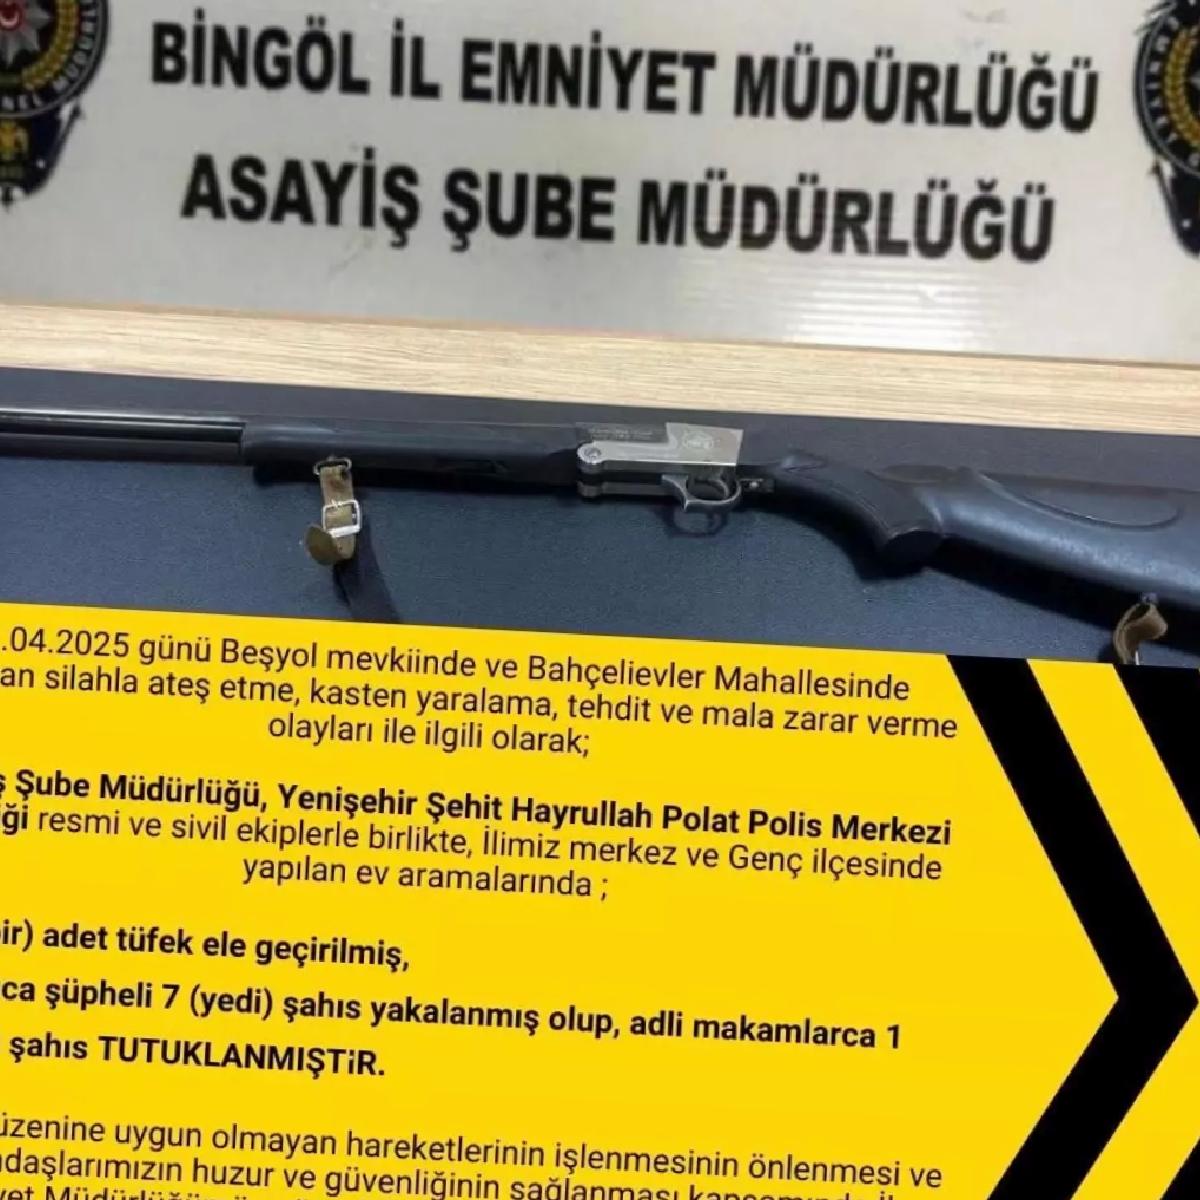 BİNGÖL İL EMNİYET MÜDÜRLÜĞÜ
ASAYİŞ ŞUBE MÜDÜRLÜĞÜ
.04.2025 günü Beşyol mevkiinde ve Bahçelievler Mahallesinde
an silahla ateş etme, kasten yaralama, tehdit ve mala zarar verme
olayları ile ilgili olarak;
ş Şube Müdürlüğü, Yenişehir Şehit Hayrullah Polat Polis Merkezi
iği resmi ve sivil ekiplerle birlikte, İlimiz merkez ve Genç ilçesinde
yapılan ev aramalarında ;
ir) adet tüfek ele geçirilmiş,
ca şüpheli 7 (yedi) şahıs yakalanmış olup, adli makamlarca 1
şahıs TUTUKLANMIŞTiR.
üzenine uygun olmayan hareketlerinin işlenmesinin önlenmesi ve
daşlarımızın huzur ve güvenliğinin sağlanması